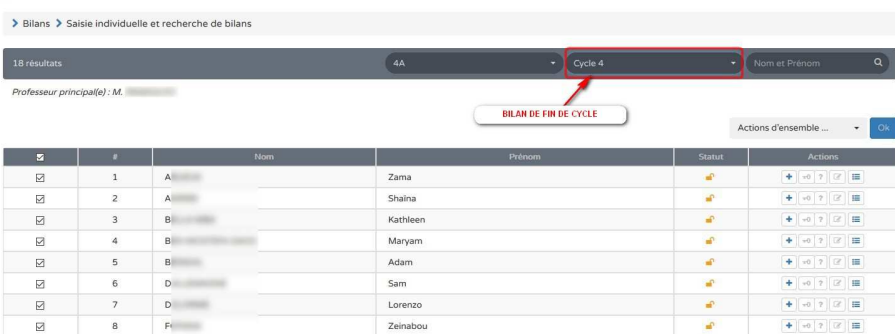 Bilans Saisie individuelle et recherche de bilans
18 résultats 4A Cycle 4 Nom et Prénom
Professeur principal(e) : M.
BILAN DE FIN DE CYCLE
Actions d'ensemble ... Ok
# Nom Prénom Statut Actions
1 A Zama
2 A Shaïna
3 B Kathleen
4 B Maryam
5 B Adam
6 D Sam
7 D Lorenzo
8 F Zeinabou